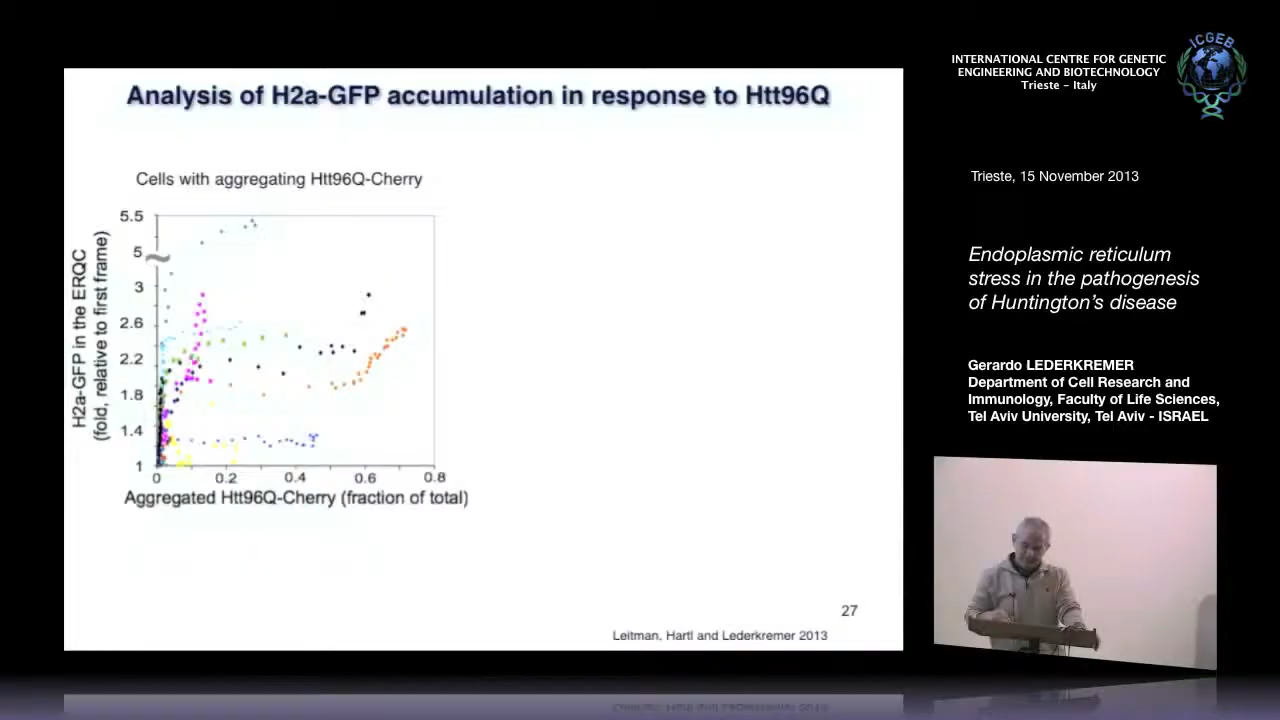 Analysis of H2a-GFP accumulation in response to Htt96Q
Cells with aggregating Htt96Q-Cherry
H2a-GFP in the ERQC
(fold, relative to first frame)
5.5
5
3
2.6
2.2
1.8
1.4
1
0
0.2
0.4
0.6
0.8
Aggregated Htt96Q-Cherry (fraction of total)
27
Leitman, Hartl and Lederkremer 2013
INTERNATIONAL CENTRE FOR GENETIC
ENGINEERING AND BIOTECHNOLOGY
Trieste - Italy
ICGEB
Trieste, 15 November 2013
Endoplasmic reticulum
stress in the pathogenesis
of Huntington's disease
Gerardo LEDERKREMER
Department of Cell Research and
Immunology, Faculty of Life Sciences,
Tel Aviv University, Tel Aviv - ISRAEL